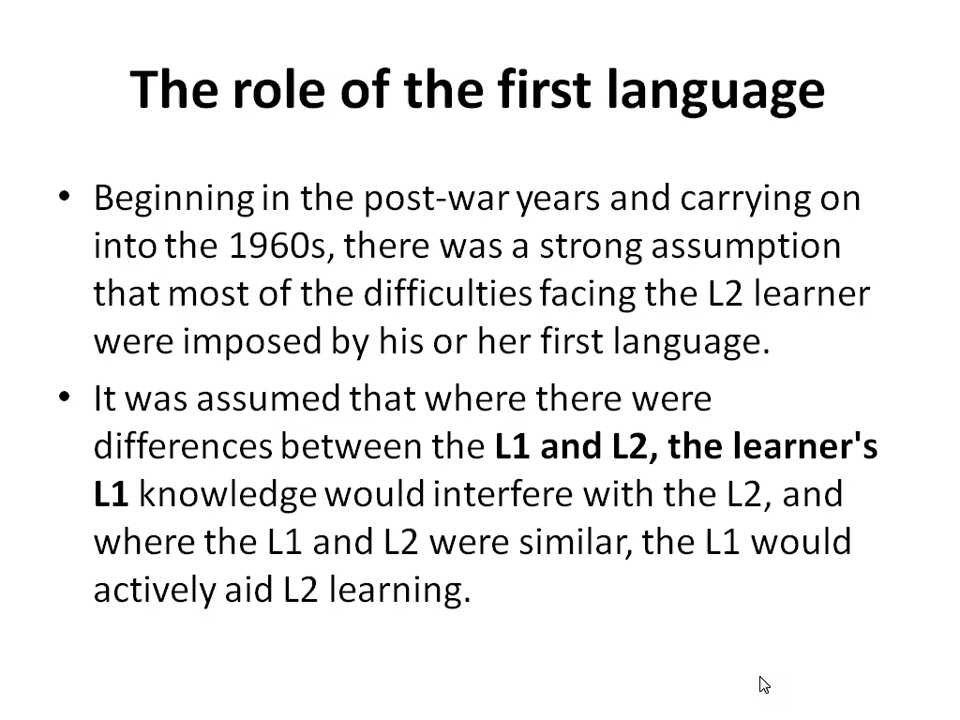 The role of the first language
• Beginning in the post-war years and carrying on
into the 1960s, there was a strong assumption
that most of the difficulties facing the L2 learner
were imposed by his or her first language.
• It was assumed that where there were
differences between the L1 and L2, the learner's
L1 knowledge would interfere with the L2, and
where the L1 and L2 were similar, the L1 would
actively aid L2 learning.